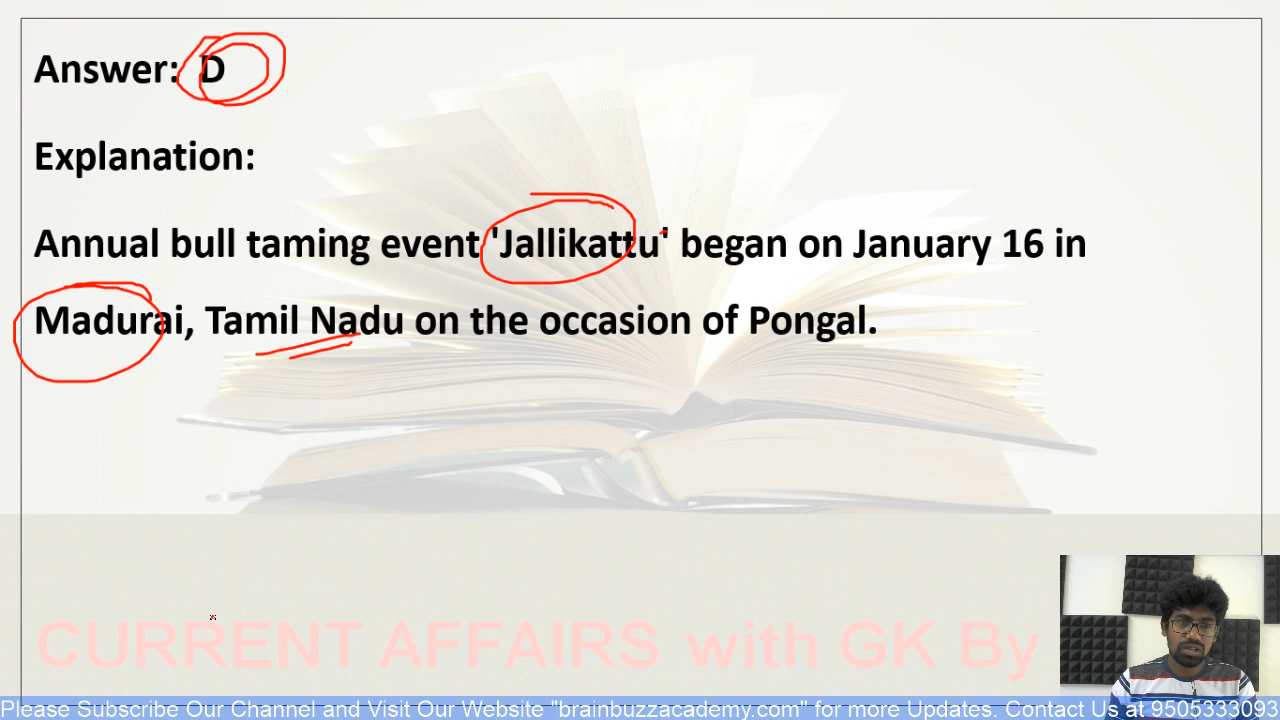 Answer: D
Explanation:
Annual bull taming event 'Jallikattu' began on January 16 in
Madurai, Tamil Nadu on the occasion of Pongal.
CURRENT AFFAIRS with GK By
Please Subscribe Our Channel and Visit Our Website "brainbuzzacademy.com" for more Updates. Contact Us at 9505333093